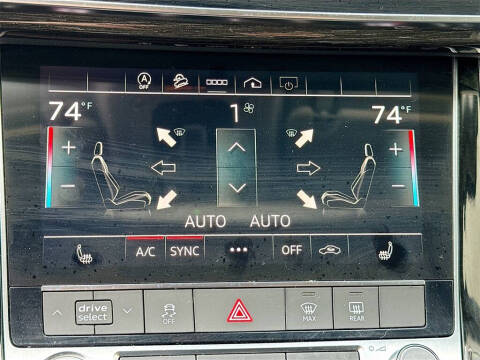 A
OFF
74°F 1 74°F
+ +
− −
AUTO AUTO
A/C SYNC ... OFF
drive
select
OFF
MAX
REAR